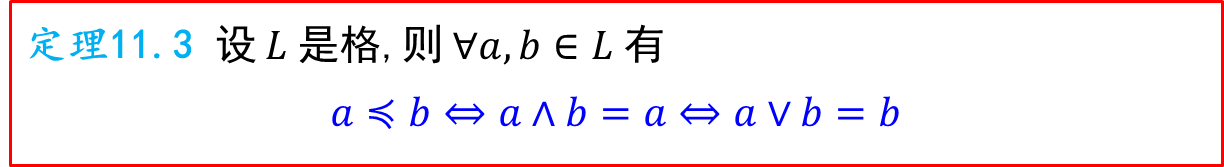 定理11.3 设 L 是格, 则 ∀a, b ∈ L 有
a ≼ b ⇔ a ∧ b = a ⇔ a ∨ b = b